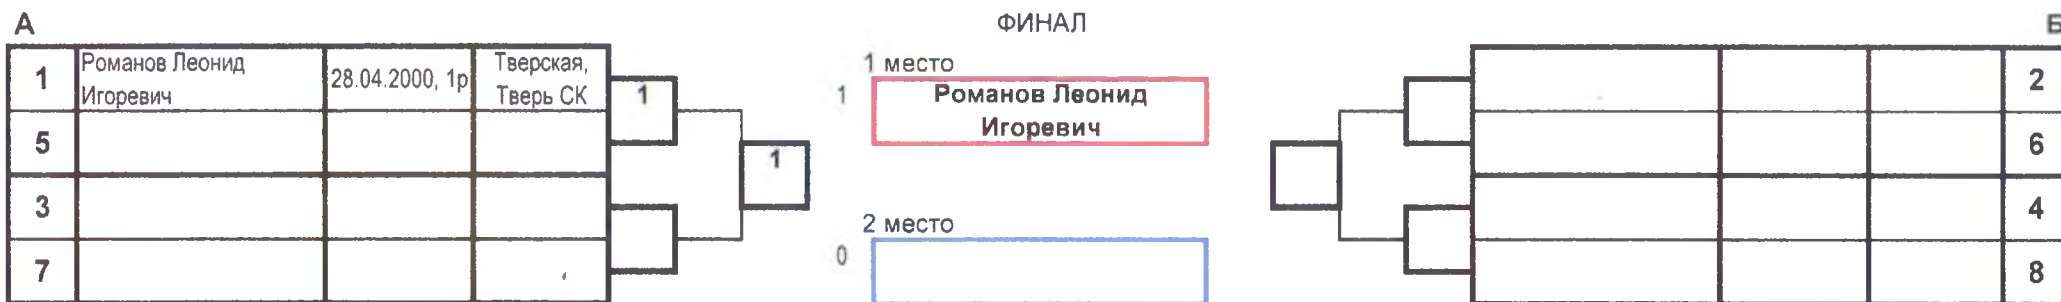 ФИНАЛ
А
Б
1
Романов Леонид
Игоревич
28.04.2000, 1р
Тверская,
Тверь СК
5
3
7
1
1
1 место
1
Романов Леонид
Игоревич
2 место
0
2
6
4
8